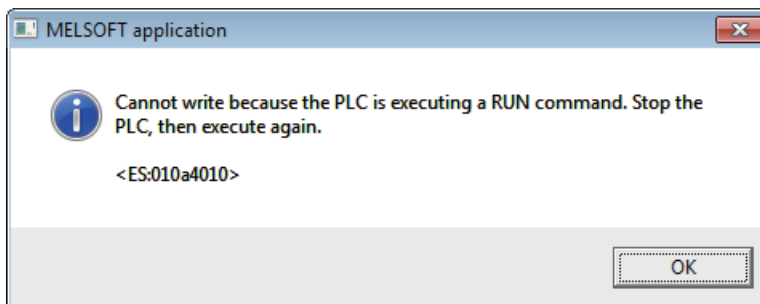 MELSOFT application
Cannot write because the PLC is executing a RUN command. Stop the
PLC, then execute again.
<ES:010a4010>
OK